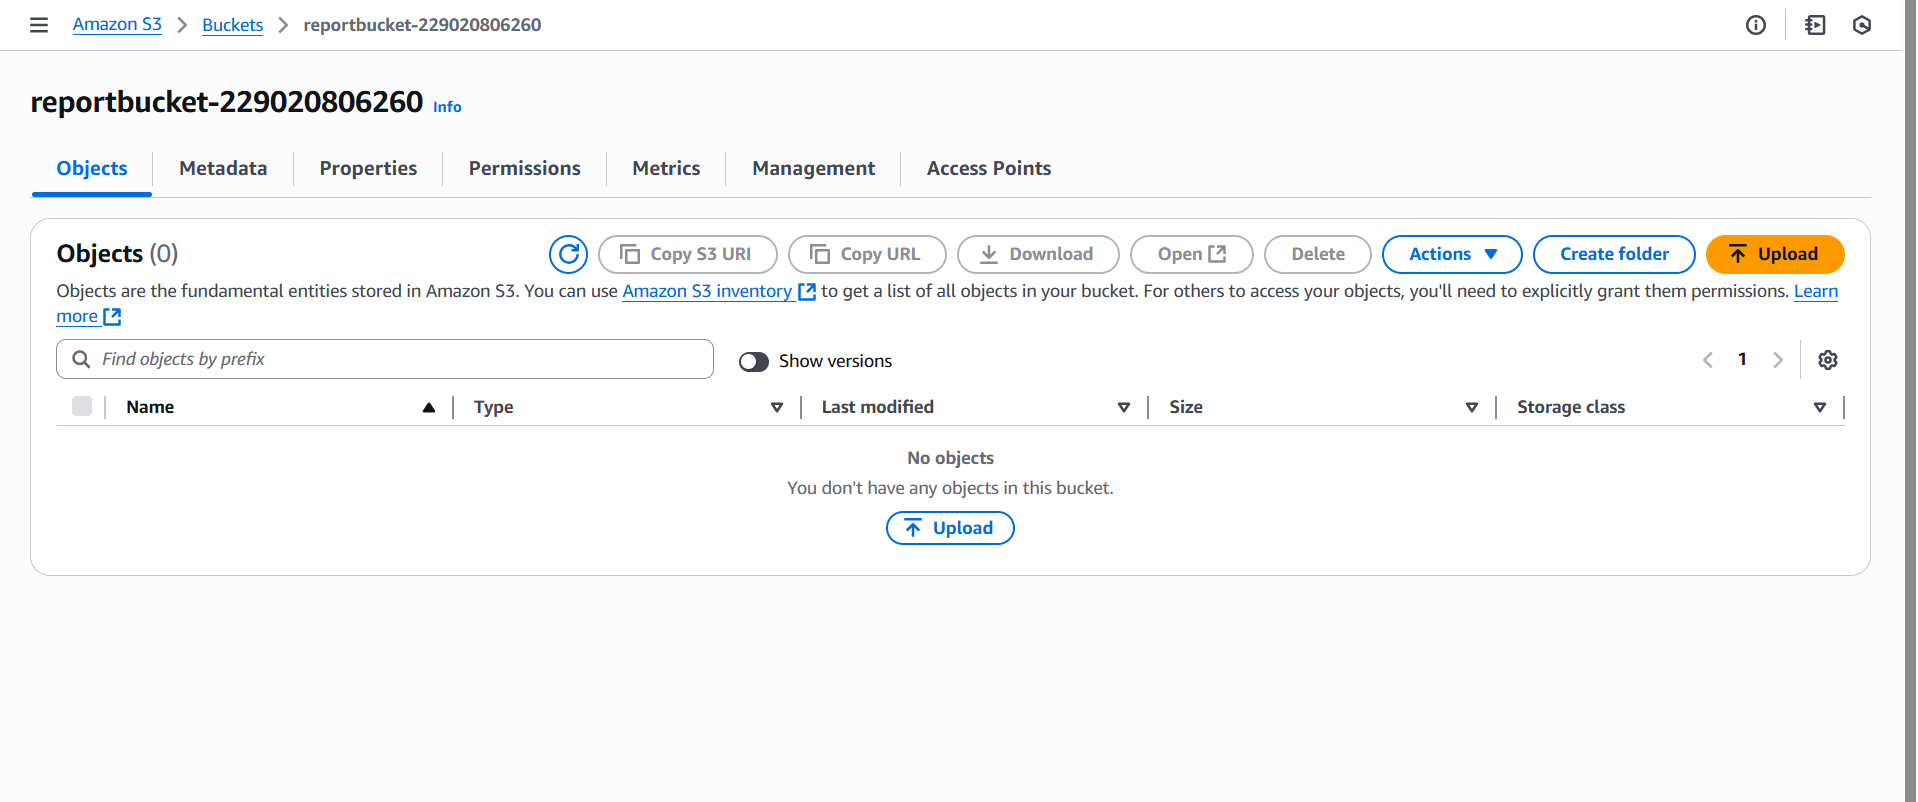 Amazon S3 Buckets reportbucket-229020806260
reportbucket-229020806260 Info
Objects Metadata Properties Permissions Metrics Management Access Points
Objects (0) Copy S3 URI Copy URL Download Open Delete Actions Create folder Upload
Objects are the fundamental entities stored in Amazon S3. You can use Amazon S3 inventory to get a list of all objects in your bucket. For others to access your objects, you'll need to explicitly grant them permissions. Learn
more
Find objects by prefix Show versions 1
Name Type Last modified Size Storage class
No objects
You don't have any objects in this bucket.
Upload